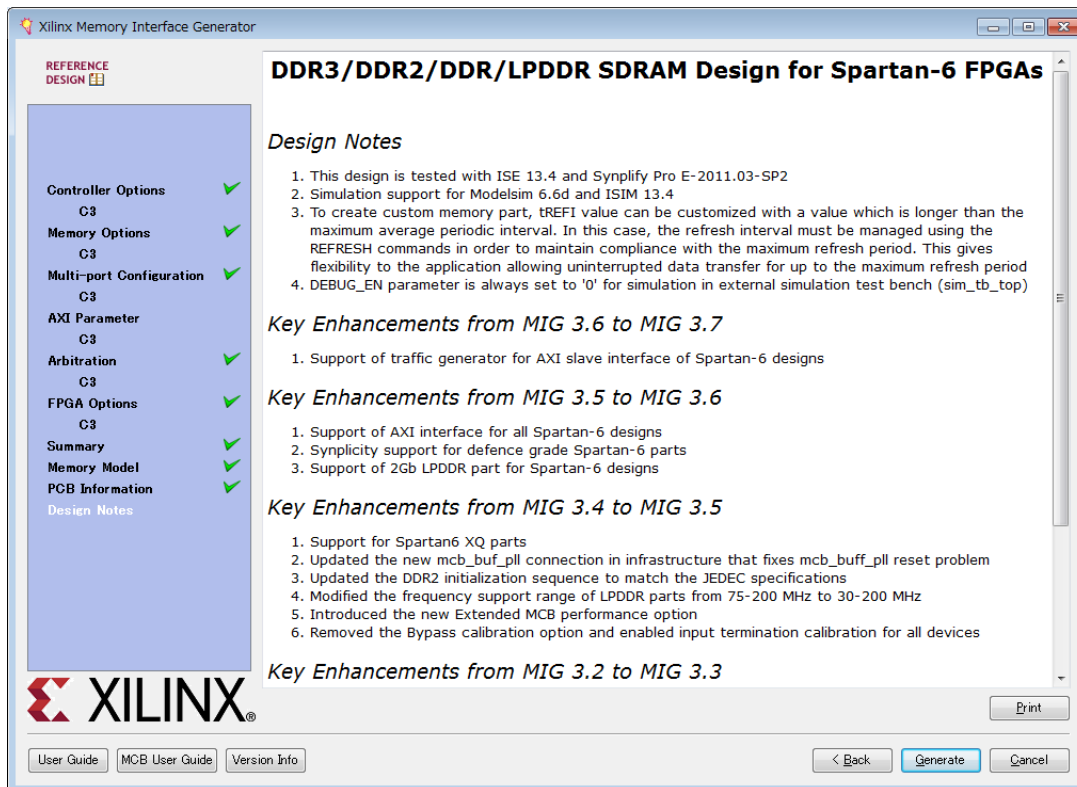 Xilinx Memory Interface Generator
REFERENCE
DESIGN
Controller Options
C3
Memory Options
C3
Multi-port Configuration
C3
AXI Parameter
C3
Arbitration
C3
FPGA Options
C3
Summary
Memory Model
PCB Information
Design Notes
XILINX®
DDR3/DDR2/DDR/LPDDR SDRAM Design for Spartan-6 FPGAs
Design Notes
1. This design is tested with ISE 13.4 and Synplify Pro E-2011.03-SP2
2. Simulation support for Modelsim 6.6d and ISIM 13.4
3. To create custom memory part, tREFI value can be customized with a value which is longer than the
maximum average periodic interval. In this case, the refresh interval must be managed using the
REFRESH commands in order to maintain compliance with the maximum refresh period. This gives
flexibility to the application allowing uninterrupted data transfer for up to the maximum refresh period
4. DEBUG_EN parameter is always set to '0' for simulation in external simulation test bench (sim_tb_top)
Key Enhancements from MIG 3.6 to MIG 3.7
1. Support of traffic generator for AXI slave interface of Spartan-6 designs
Key Enhancements from MIG 3.5 to MIG 3.6
1. Support of AXI interface for all Spartan-6 designs
2. Synplicity support for defence grade Spartan-6 parts
3. Support of 2Gb LPDDR part for Spartan-6 designs
Key Enhancements from MIG 3.4 to MIG 3.5
1. Support for Spartan6 XQ parts
2. Updated the new mcb_buf_pll connection in infrastructure that fixes mcb_buff_pll reset problem
3. Updated the DDR2 initialization sequence to match the JEDEC specifications
4. Modified the frequency support range of LPDDR parts from 75-200 MHz to 30-200 MHz
5. Introduced the new Extended MCB performance option
6. Removed the Bypass calibration option and enabled input termination calibration for all devices
Key Enhancements from MIG 3.2 to MIG 3.3
Print
User Guide
MCB User Guide
Version Info
< Back
Generate
Cancel